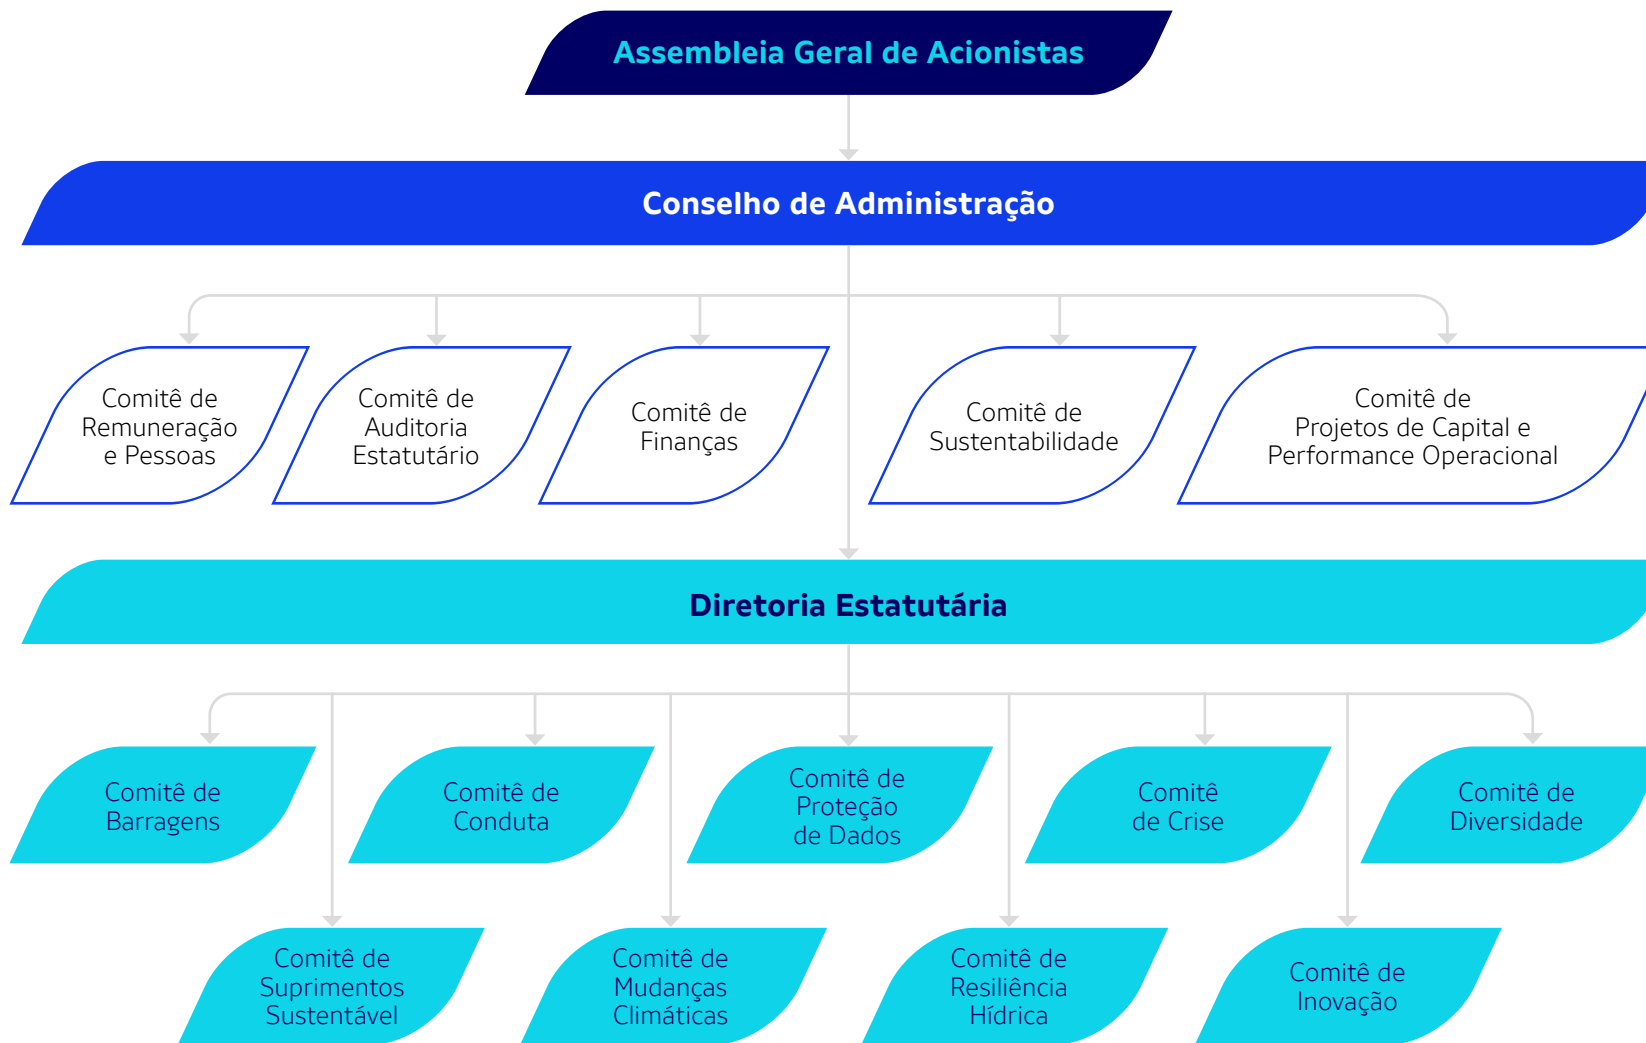 Assembleia Geral de Acionistas
Conselho de Administração
Comitê de
Remuneração
e Pessoas
Comitê de
Auditoria
Estatutário
Comitê de
Finanças
Comitê de
Sustentabilidade
Comitê de
Projetos de Capital e
Performance Operacional
Diretoria Estatutária
Comitê de
Barragens
Comitê de
Conduta
Comitê de
Proteção
de Dados
Comitê
de Crise
Comitê de
Diversidade
Comitê de
Suprimentos
Sustentável
Comitê de
Mudanças
Climáticas
Comitê de
Resiliência
Hídrica
Comitê de
Inovação